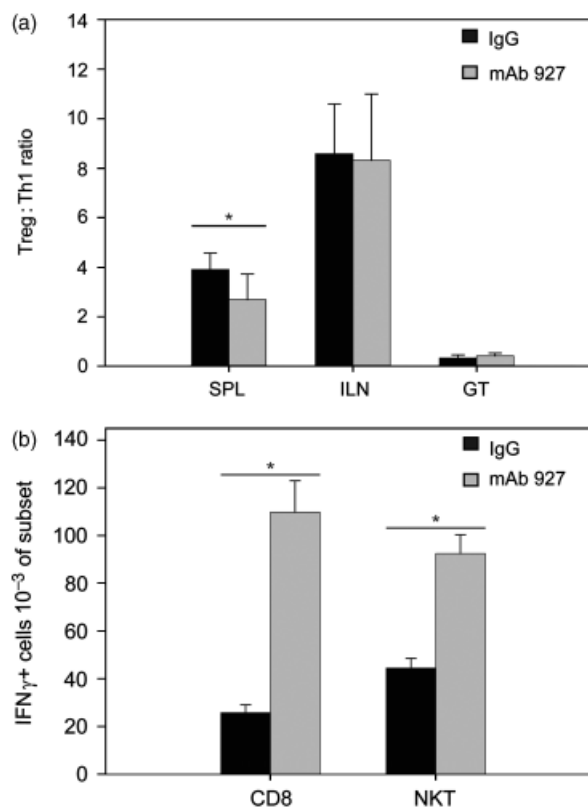 (a)
14
12
10
8
6
4
2
0
Treg : Th1 ratio
IgG
mAb 927
*
SPL ILN GT
(b)
140
120
100
80
60
40
20
0
IFNγ+ cells 10⁻³ of subset
IgG
mAb 927
*
*
CD8 NKT